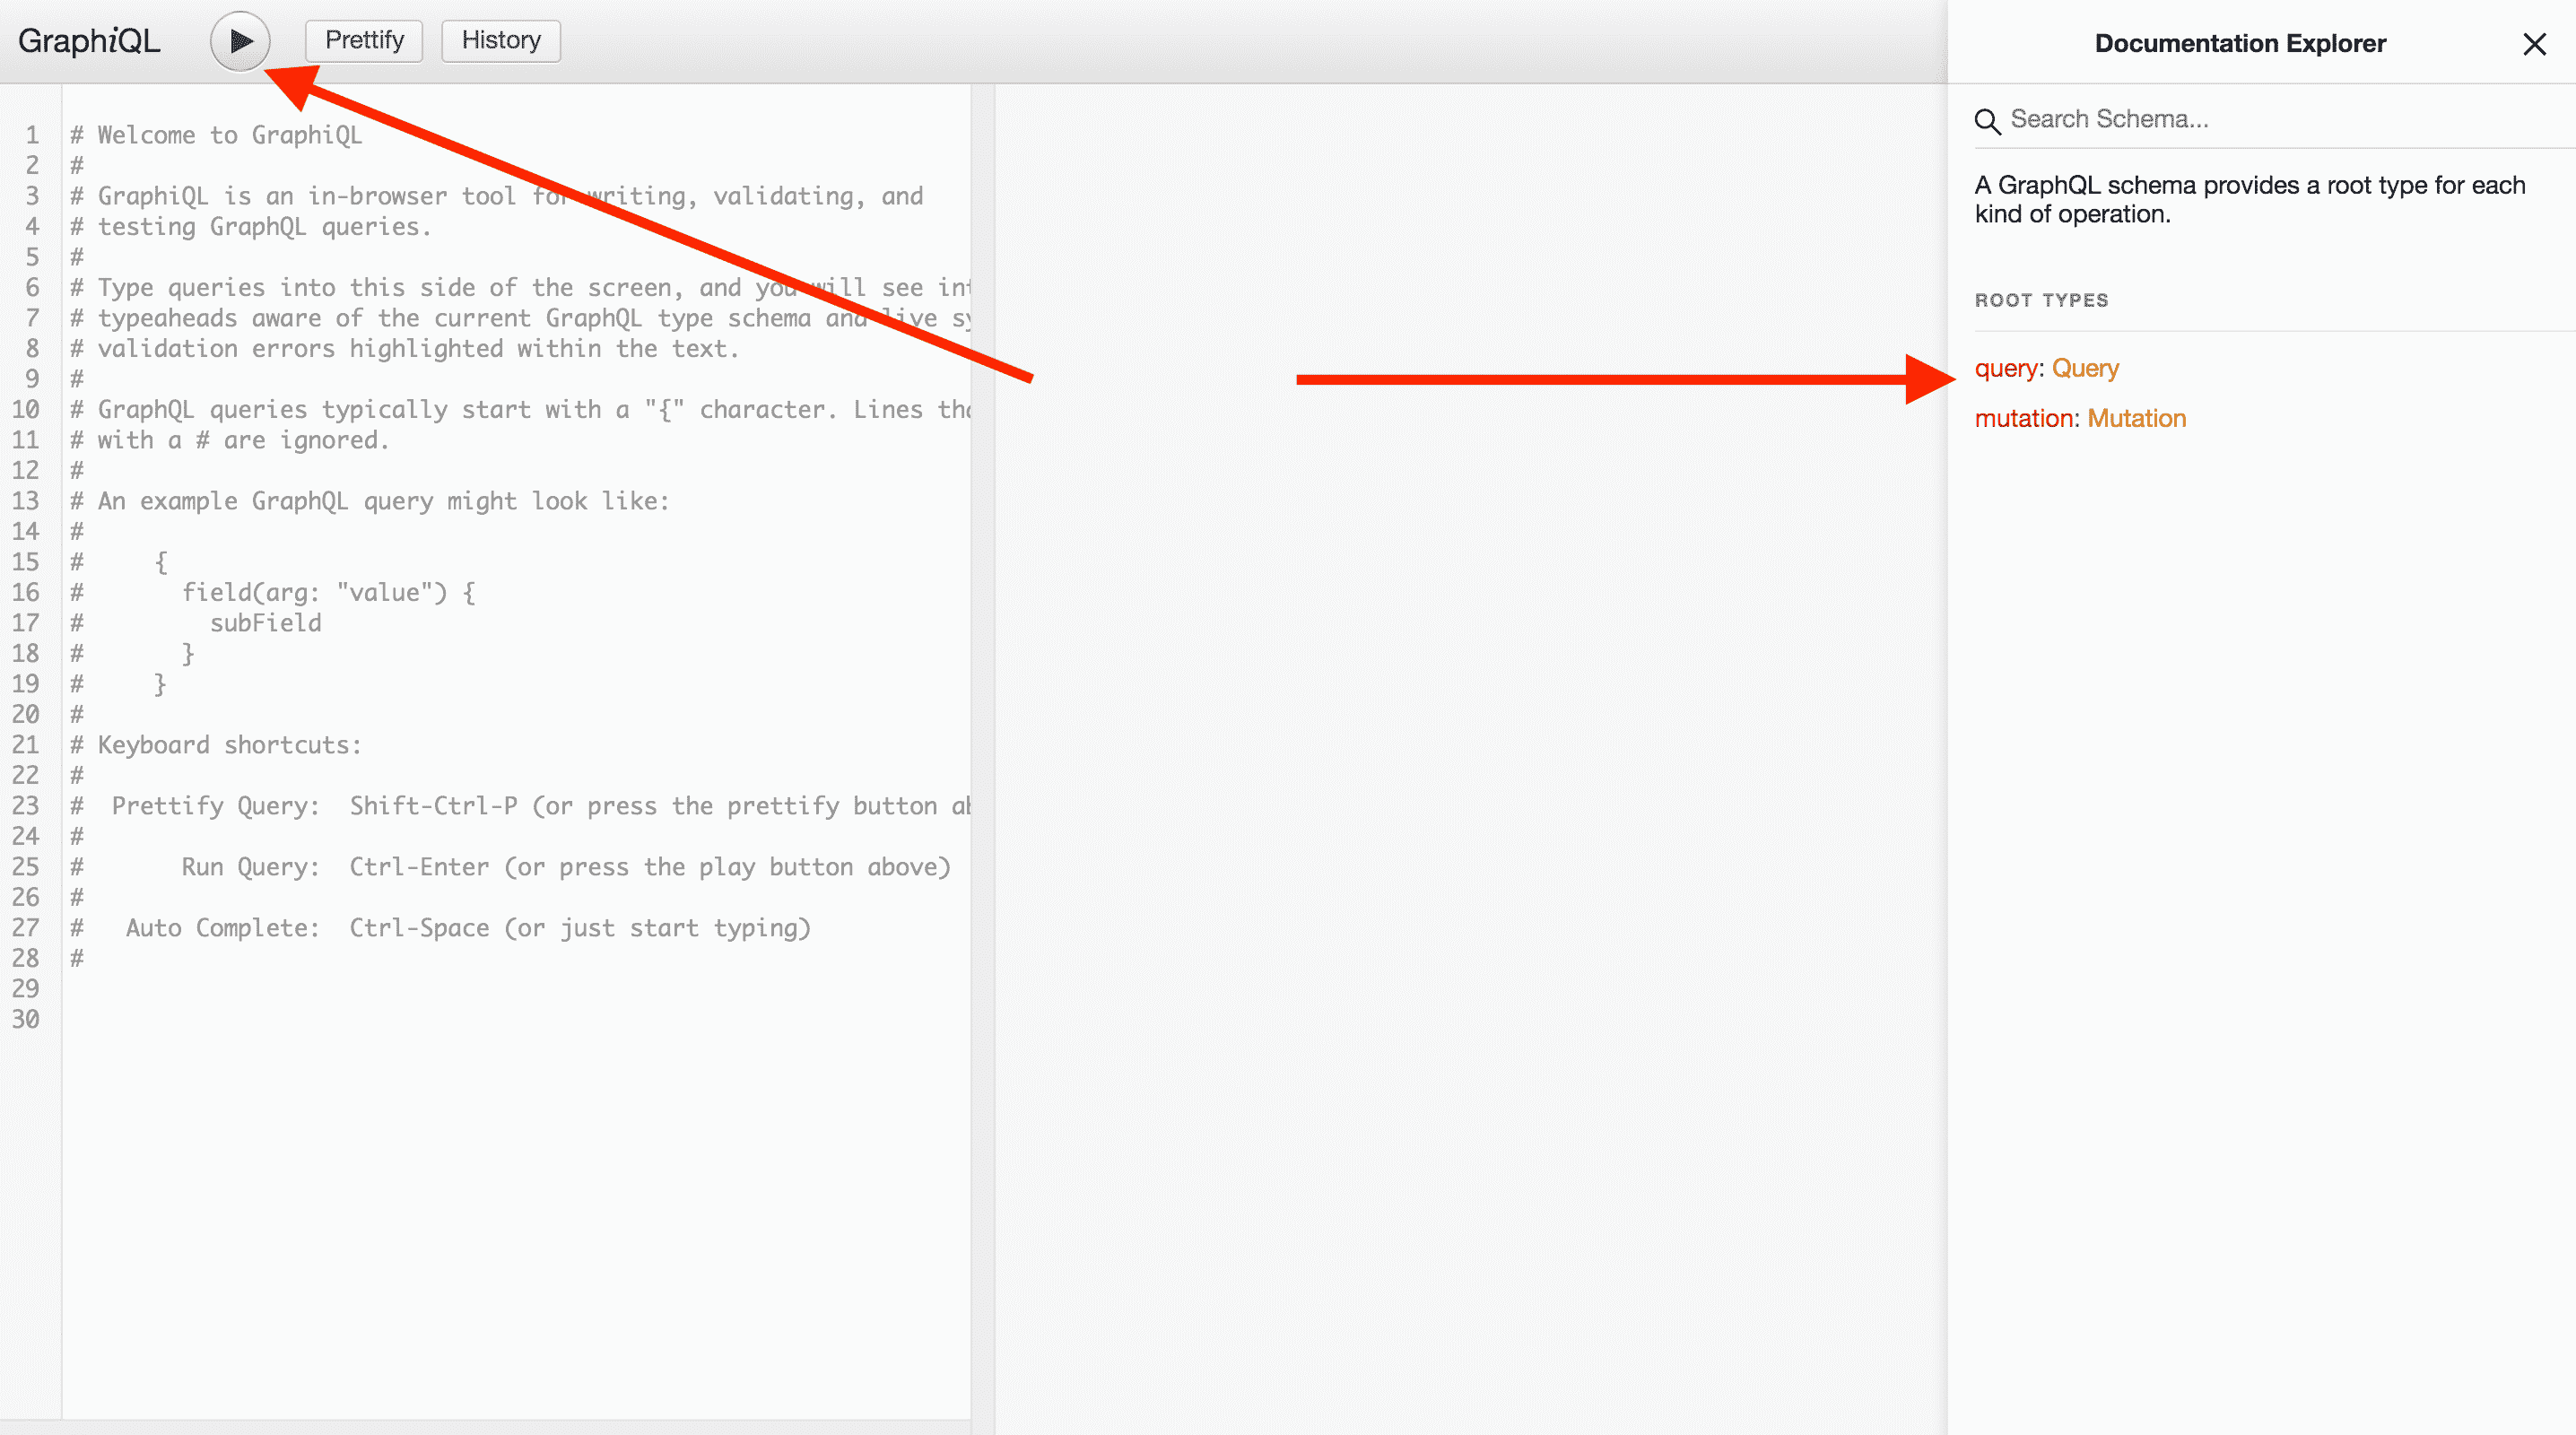 GraphiQL
Prettify
History
1 # Welcome to GraphiQL
2 #
3 # GraphiQL is an in-browser tool for writing, validating, and
4 # testing GraphQL queries.
5 #
6 # Type queries into this side of the screen, and you will see int
7 # typeaheads aware of the current GraphQL type schema and live sy
8 # validation errors highlighted within the text.
9 #
10 # GraphQL queries typically start with a "{" character. Lines tha
11 # with a # are ignored.
12 #
13 # An example GraphQL query might look like:
14 #
15 #     {
16 #       field(arg: "value") {
17 #         subField
18 #       }
19 #     }
20 #
21 # Keyboard shortcuts:
22 #
23 #  Prettify Query:  Shift-Ctrl-P (or press the prettify button ab
24 #
25 #       Run Query:  Ctrl-Enter (or press the play button above)
26 #
27 #   Auto Complete:  Ctrl-Space (or just start typing)
28 #
29
30
Documentation Explorer
Search Schema...
A GraphQL schema provides a root type for each
kind of operation.
ROOT TYPES
query: Query
mutation: Mutation